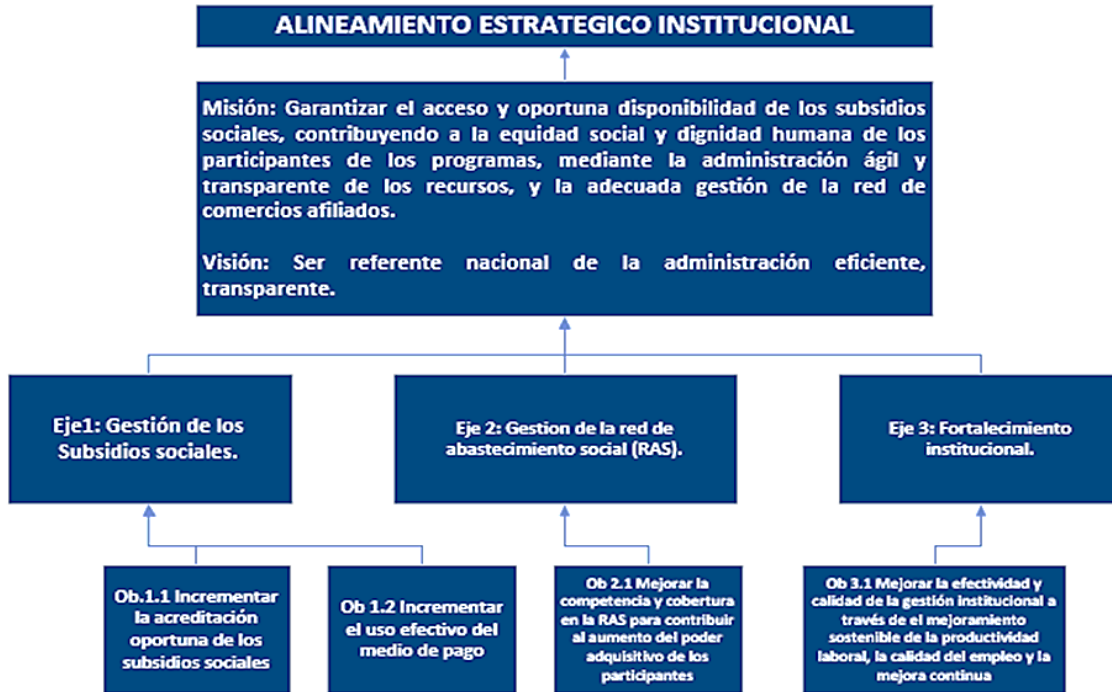 ALINEAMIENTO ESTRATEGICO INSTITUCIONAL
Misión: Garantizar el acceso y oportuna disponibilidad de los subsidios
sociales, contribuyendo a la equidad social y dignidad humana de los
participantes de los programas, mediante la administración ágil y
transparente de los recursos, y la adecuada gestión de la red de
comercios afiliados.
Visión: Ser referente nacional de la administración eficiente,
transparente.
Eje1: Gestión de los
Subsidios sociales.
Eje 2: Gestion de la red de
abastecimiento social (RAS).
Eje 3: Fortalecimiento
institucional.
Ob.1.1 Incrementar
la acreditación
oportuna de los
subsidios sociales
Ob 1.2 Incrementar
el uso efectivo del
medio de pago
Ob 2.1 Mejorar la
competencia y cobertura
en la RAS para contribuir
al aumento del poder
adquisitivo de los
participantes
Ob 3.1 Mejorar la efectividad y
calidad de la gestión institucional a
través de el mejoramiento
sostenible de la productividad
laboral, la calidad del empleo y la
mejora continua